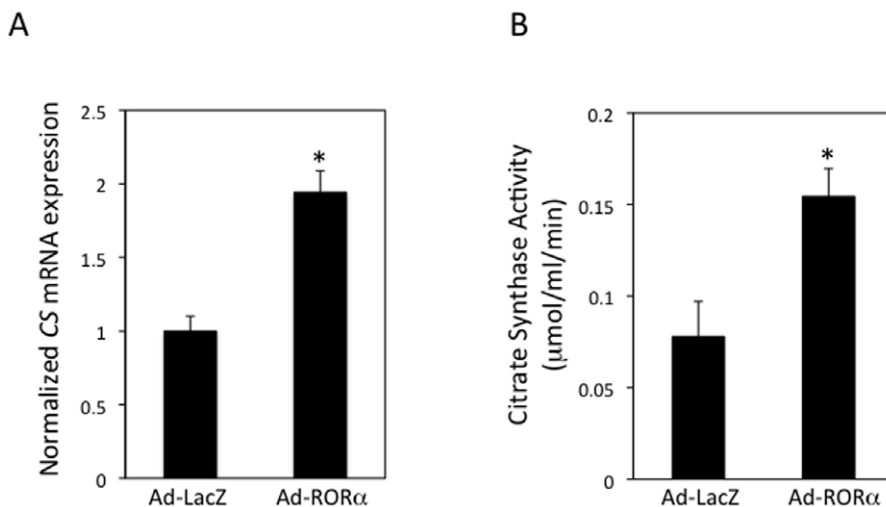 A
Normalized CS mRNA expression
2.5
2
1.5
1
0.5
0
*
Ad-LacZ Ad-RORα
B
Citrate Synthase Activity
(μmol/ml/min)
0.2
0.15
0.1
0.05
0
*
Ad-LacZ Ad-RORα